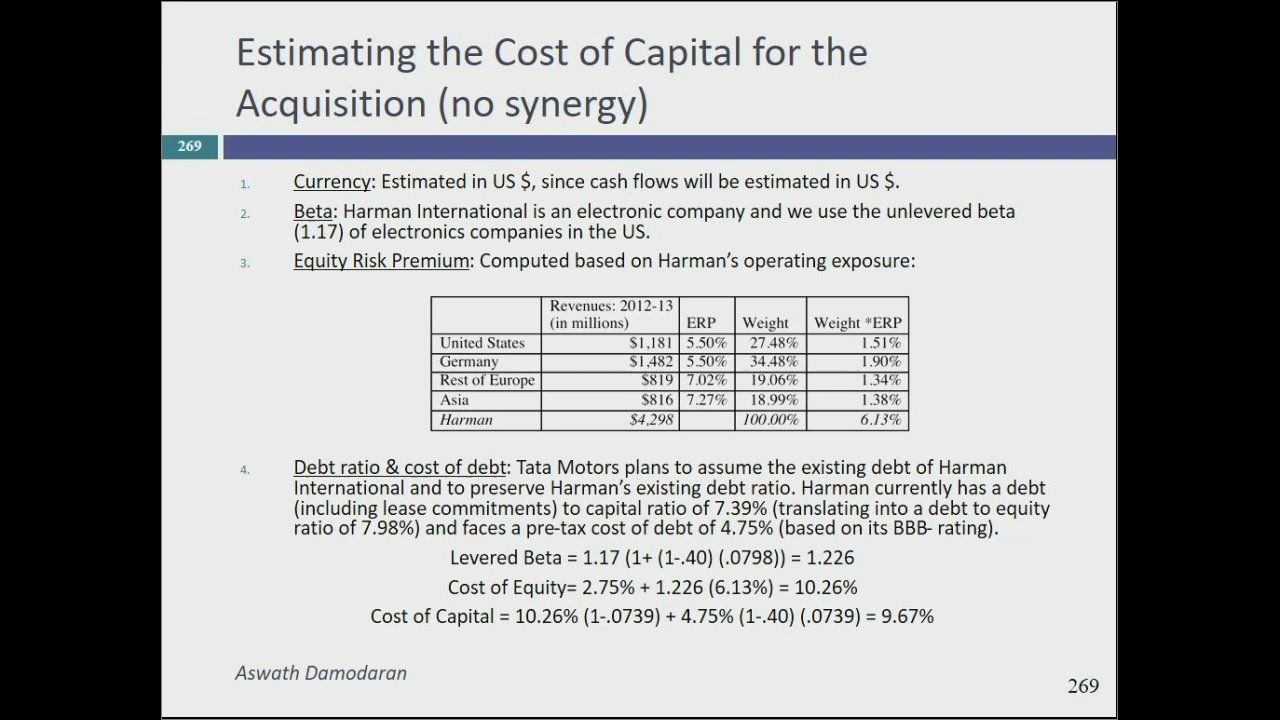 Estimating the Cost of Capital for the
Acquisition (no synergy)
269
1. Currency: Estimated in US $, since cash flows will be estimated in US $.
2. Beta: Harman International is an electronic company and we use the unlevered beta
(1.17) of electronics companies in the US.
3. Equity Risk Premium: Computed based on Harman's operating exposure:
Revenues: 2012-13
(in millions) ERP Weight Weight *ERP
United States $1,181 5.50% 27.48% 1.51%
Germany $1,482 5.50% 34.48% 1.90%
Rest of Europe $819 7.02% 19.06% 1.34%
Asia $816 7.27% 18.99% 1.38%
Harman $4,298 100.00% 6.13%
4. Debt ratio & cost of debt: Tata Motors plans to assume the existing debt of Harman
International and to preserve Harman's existing debt ratio. Harman currently has a debt
(including lease commitments) to capital ratio of 7.39% (translating into a debt to equity
ratio of 7.98%) and faces a pre-tax cost of debt of 4.75% (based on its BBB- rating).
Levered Beta = 1.17 (1+ (1-.40) (.0798)) = 1.226
Cost of Equity= 2.75% + 1.226 (6.13%) = 10.26%
Cost of Capital = 10.26% (1-.0739) + 4.75% (1-.40) (.0739) = 9.67%
Aswath Damodaran
269